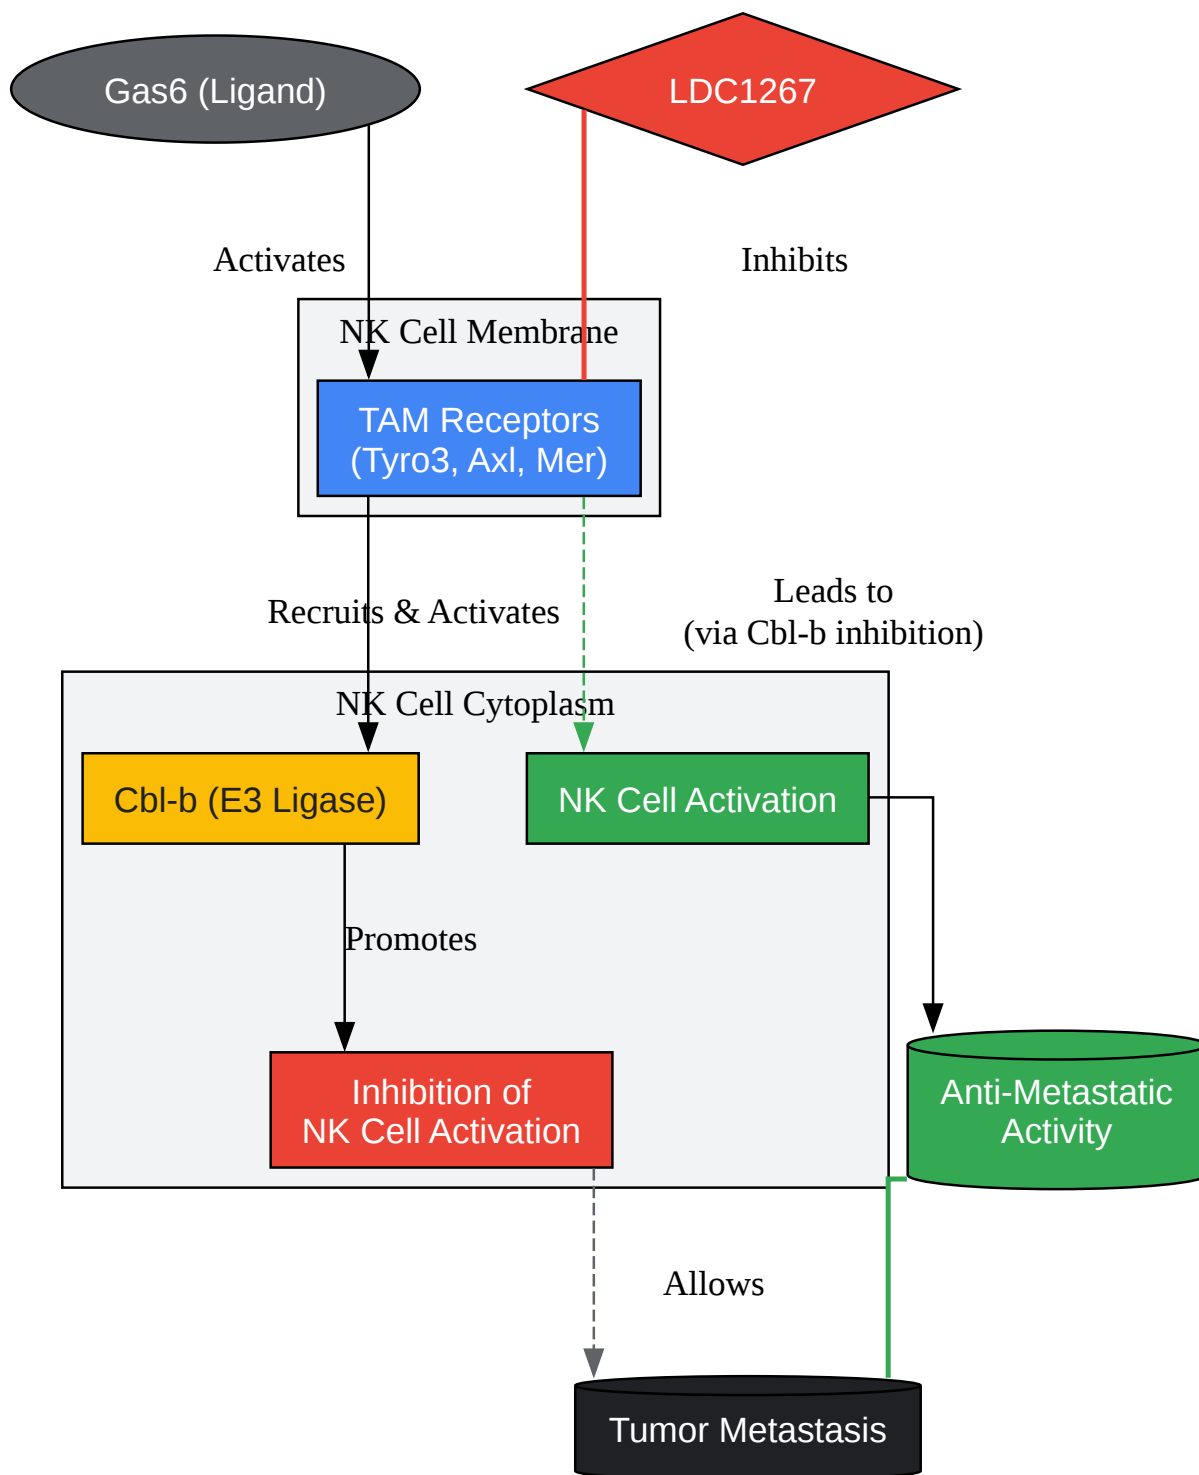 Gas6 (Ligand)
LDC1267
Activates
Inhibits
NK Cell Membrane
TAM Receptors
(Tyro3, Axl, Mer)
Recruits & Activates
Leads to
(via Cbl-b inhibition)
NK Cell Cytoplasm
Cbl-b (E3 Ligase)
NK Cell Activation
Promotes
Inhibition of
NK Cell Activation
Anti-Metastatic
Activity
Allows
Tumor Metastasis